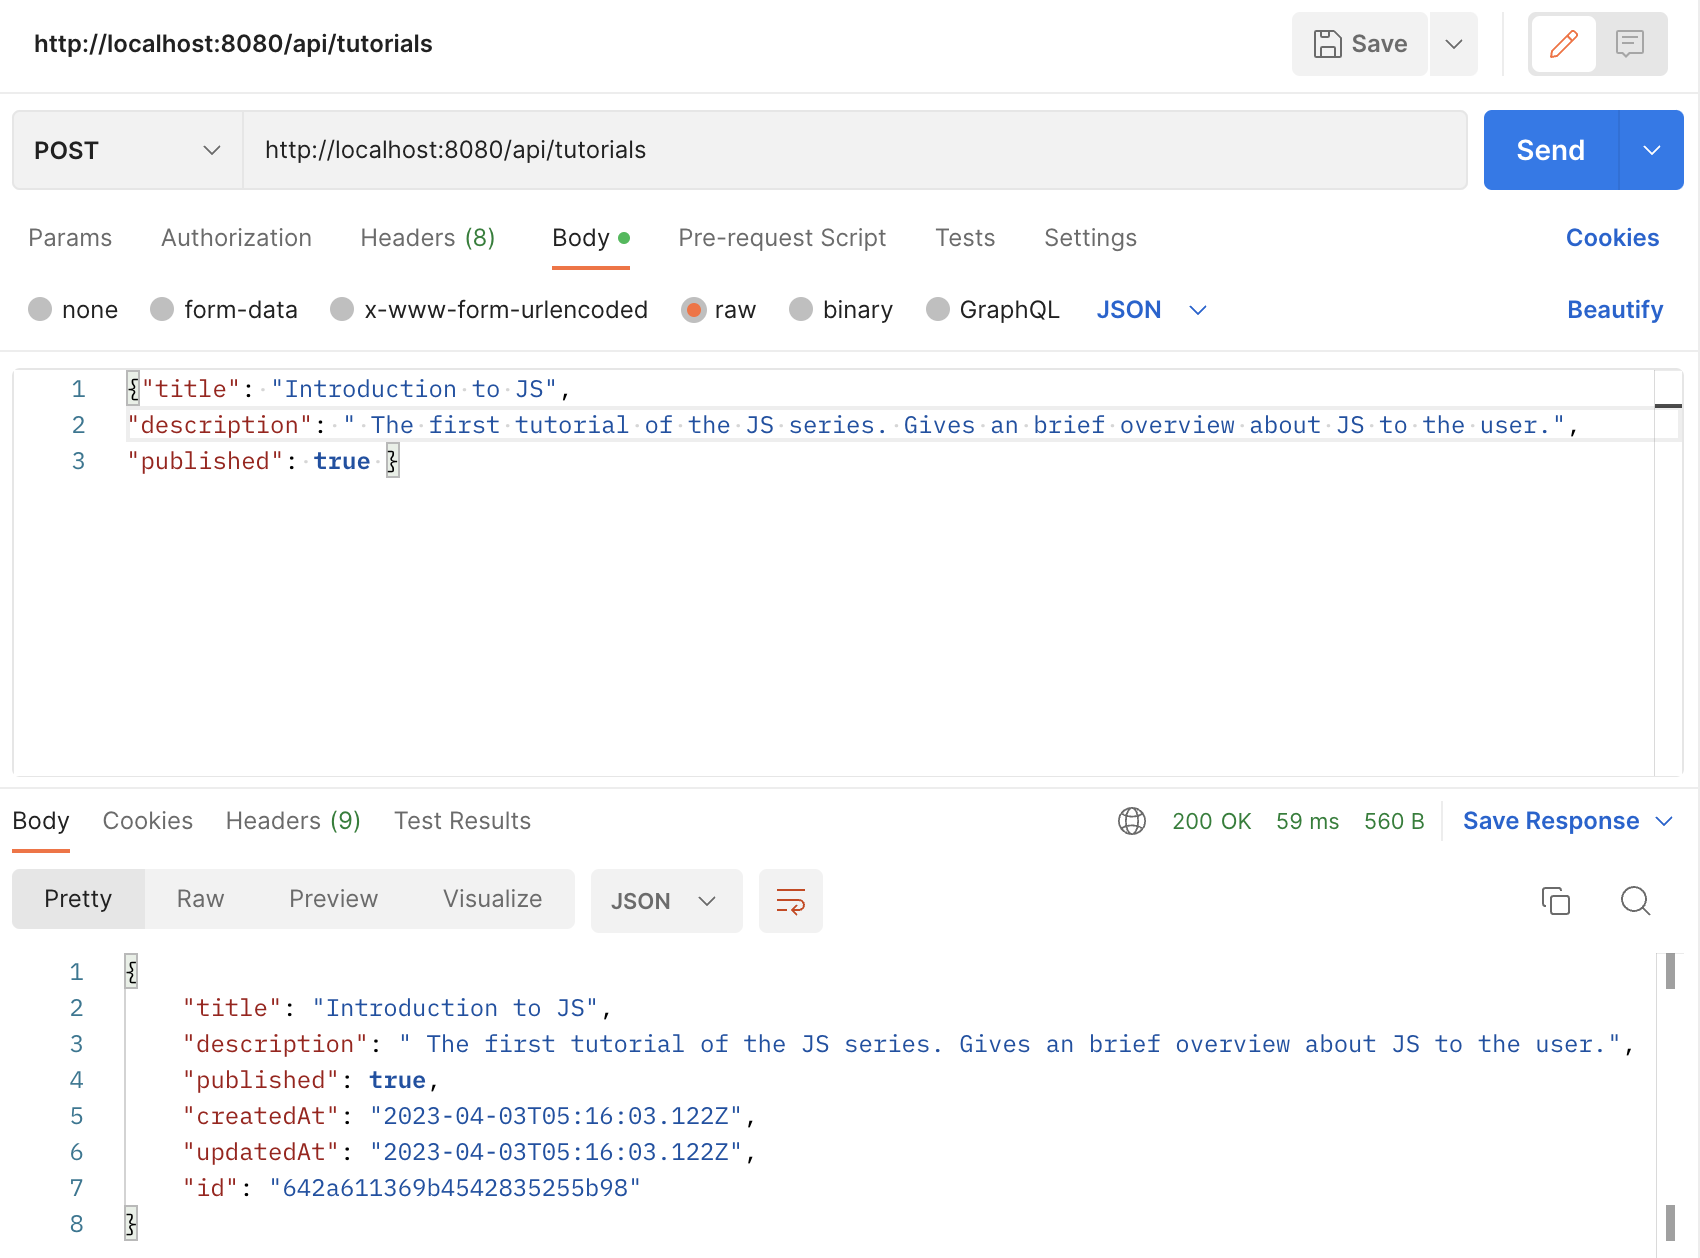 http://localhost:8080/api/tutorials Save
POST http://localhost:8080/api/tutorials Send
Params Authorization Headers (8) Body Pre-request Script Tests Settings Cookies
none form-data x-www-form-urlencoded raw binary GraphQL JSON Beautify
1 {"title": "Introduction to JS",
2 "description": " The first tutorial of the JS series. Gives an brief overview about JS to the user.",
3 "published": true }
Body Cookies Headers (9) Test Results 200 OK 59 ms 560 B Save Response
Pretty Raw Preview Visualize JSON
1 {
2 "title": "Introduction to JS",
3 "description": " The first tutorial of the JS series. Gives an brief overview about JS to the user.",
4 "published": true,
5 "createdAt": "2023-04-03T05:16:03.122Z",
6 "updatedAt": "2023-04-03T05:16:03.122Z",
7 "id": "642a611369b4542835255b98"
8 }